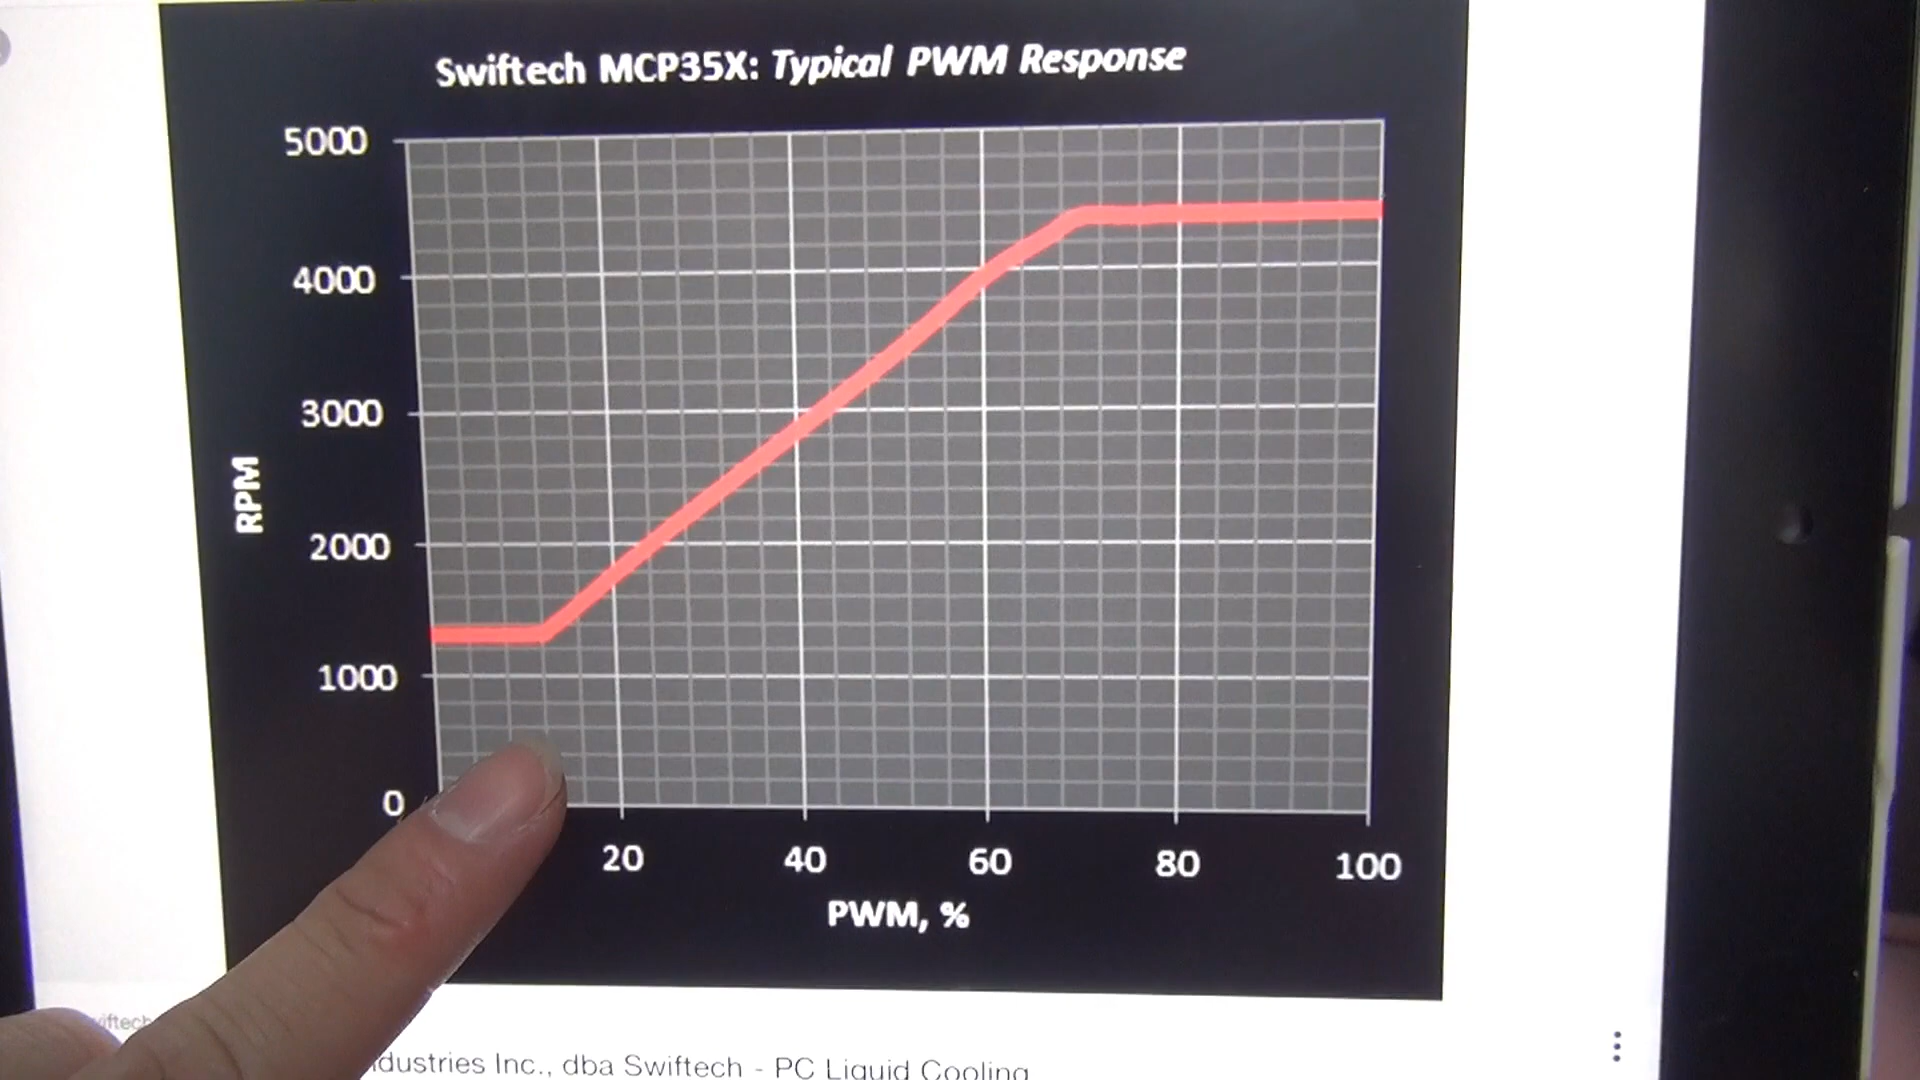 Swiftech MCP35X: Typical PWM Response
5000
4000
3000
2000
1000
0
RPM
20
40
60
80
100
PWM, %
dustries Inc., dba Swiftech - PC Liquid Cooling